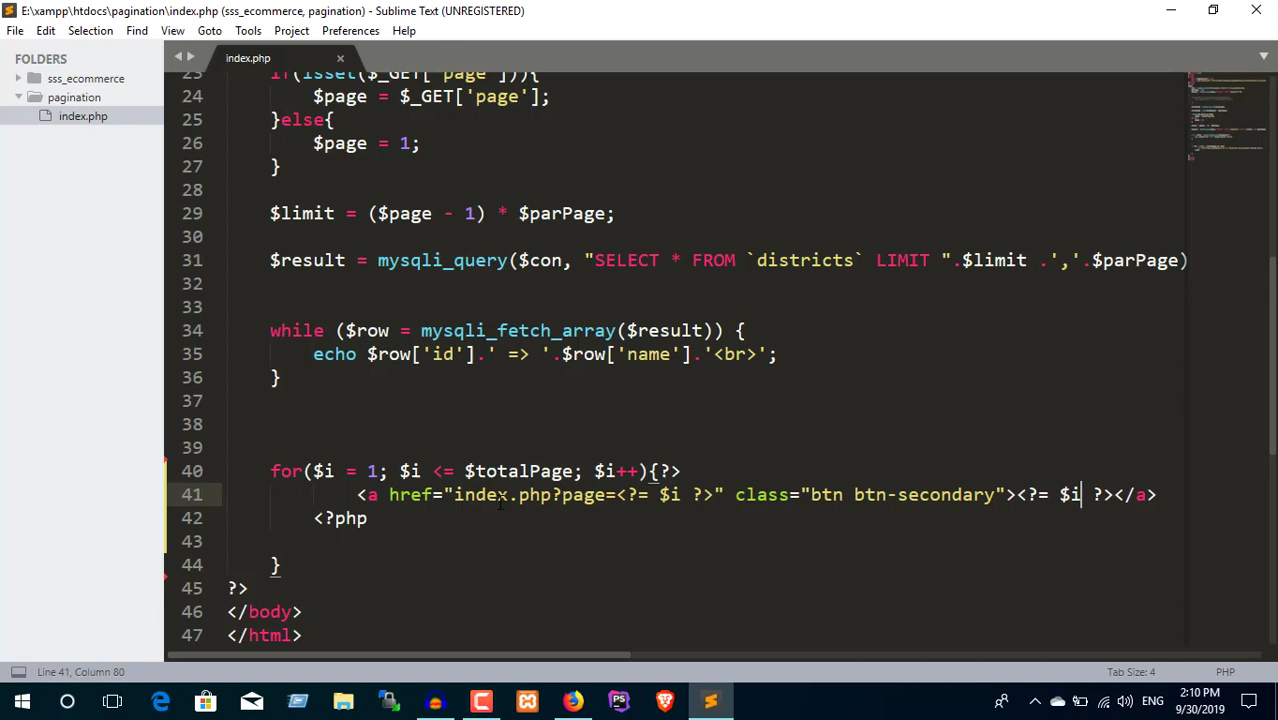 E:\xampp\htdocs\pagination\index.php (sss_ecommerce, pagination) - Sublime Text (UNREGISTERED)
File Edit Selection Find View Goto Tools Project Preferences Help
FOLDERS
sss_ecommerce
pagination
index.php
index.php
23 if(isset($_GET['page'])){
24 $page = $_GET['page'];
25 }else{
26 $page = 1;
27 }
28
29 $limit = ($page - 1) * $parPage;
30
31 $result = mysqli_query($con, "SELECT * FROM `districts` LIMIT ".$limit .','.$parPage)
32
33
34 while ($row = mysqli_fetch_array($result)) {
35 echo $row['id'].' => '.$row['name'].'<br>';
36 }
37
38
39
40 for($i = 1; $i <= $totalPage; $i++){?>
41 <a href="index.php?page=<?= $i ?>" class="btn btn-secondary"><?= $i ?></a>
42 <?php
43
44 }
45 ?>
46 </body>
47 </html>
Line 41, Column 80
Tab Size: 4
PHP
ENG
2:10 PM
9/30/2019